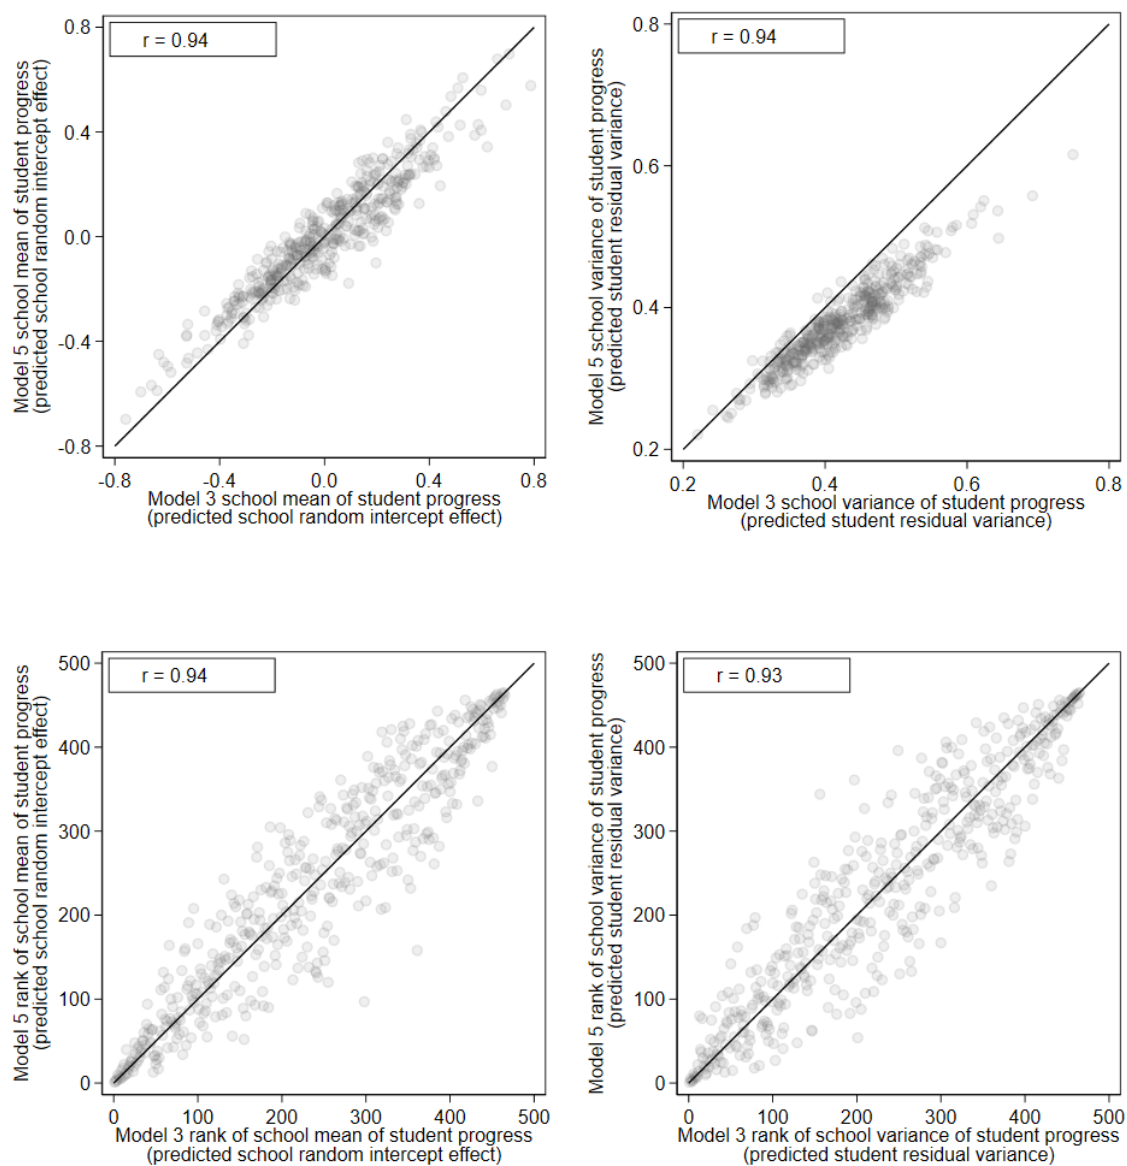 r = 0.94
0.8
0.4
0.0
-0.4
-0.8
Model 5 school mean of student progress
(predicted school random intercept effect)
-0.8
-0.4
0.0
0.4
0.8
Model 3 school mean of student progress
(predicted school random intercept effect)
r = 0.94
0.8
0.6
0.4
0.2
Model 5 school variance of student progress
(predicted student residual variance)
0.2
0.4
0.6
0.8
Model 3 school variance of student progress
(predicted student residual variance)
r = 0.94
500
400
300
200
100
0
Model 5 rank of school mean of student progress
(predicted school random intercept effect)
0
100
200
300
400
500
Model 3 rank of school mean of student progress
(predicted school random intercept effect)
r = 0.93
500
400
300
200
100
0
Model 5 rank of school variance of student progress
(predicted student residual variance)
0
100
200
300
400
500
Model 3 rank of school variance of student progress
(predicted student residual variance)